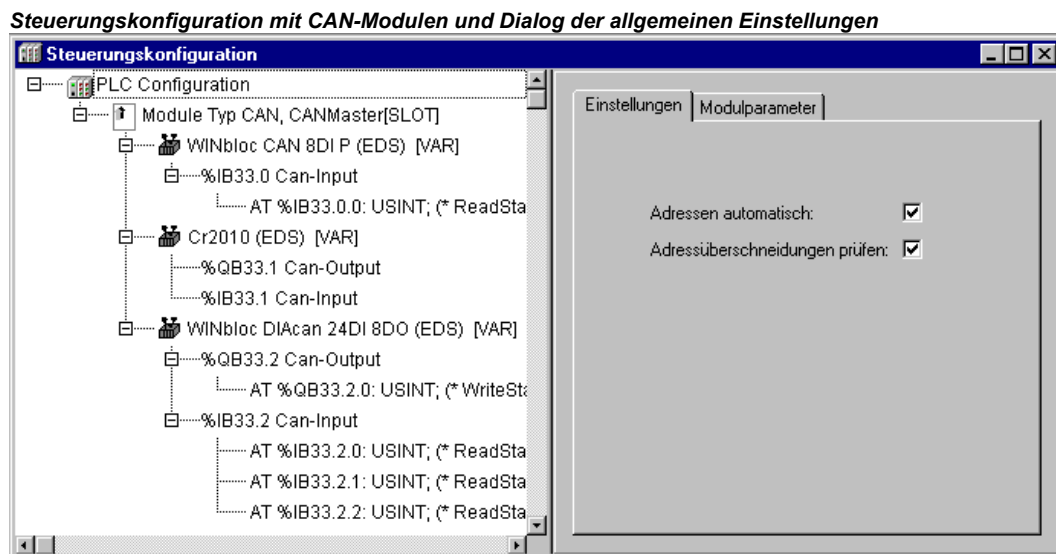 Steuerungskonfiguration mit CAN-Modulen und Dialog der allgemeinen Einstellungen
Steuerungskonfiguration
PLC Configuration
Module Typ CAN, CANMaster[SLOT]
WINbloc CAN 8DI P (EDS) [VAR]
%IB33.0 Can-Input
AT %IB33.0.0: USINT; (* ReadSta
Cr2010 (EDS) [VAR]
%QB33.1 Can-Output
%IB33.1 Can-Input
WINbloc DIAcan 24DI 8DO (EDS) [VAR]
%QB33.2 Can-Output
AT %QB33.2.0: USINT; (* WriteSta
%IB33.2 Can-Input
AT %IB33.2.0: USINT; (* ReadSta
AT %IB33.2.1: USINT; (* ReadSta
AT %IB33.2.2: USINT; (* ReadSta
Einstellungen Modulparameter
Adressen automatisch:
Adressüberschneidungen prüfen: